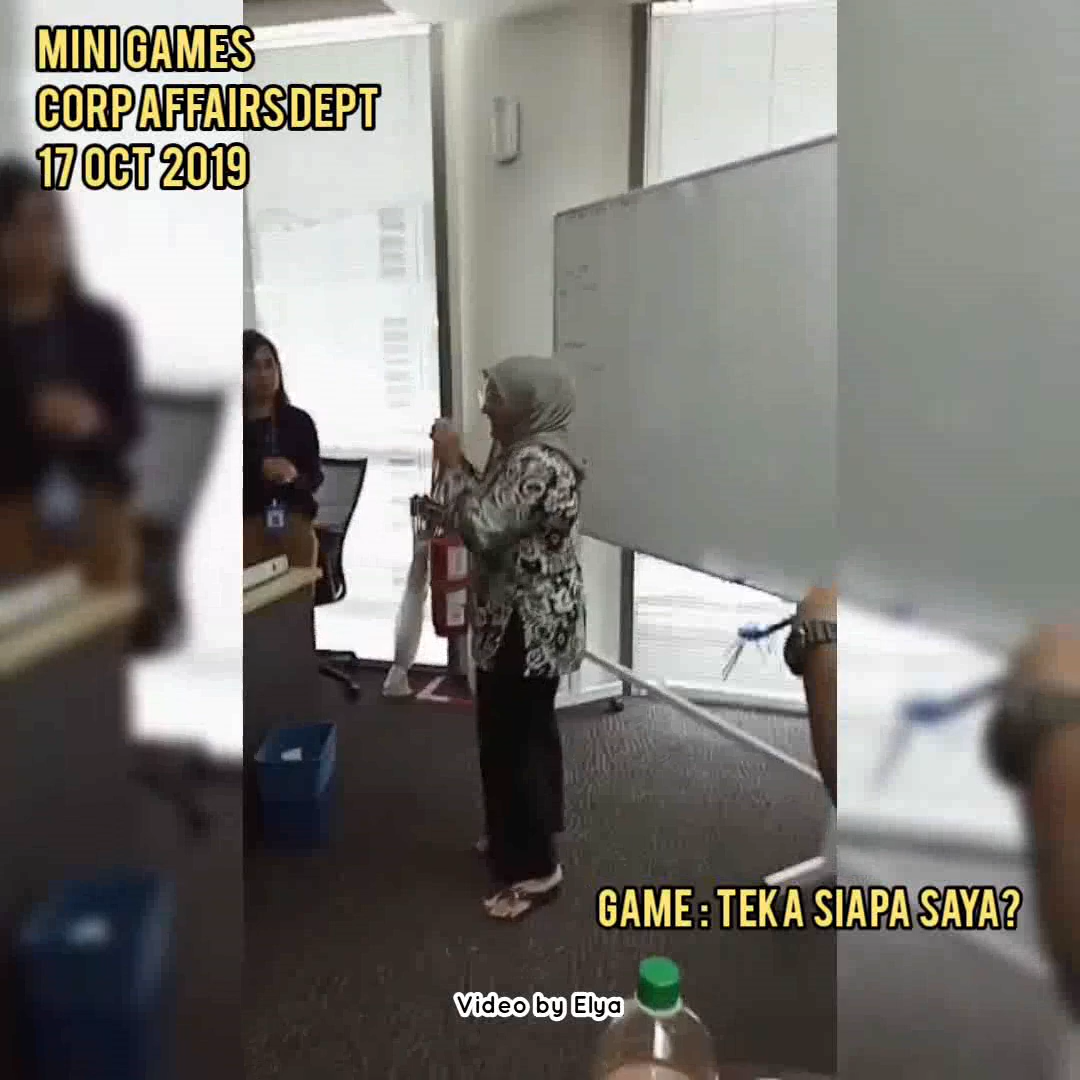 MINI GAMES
CORP AFFAIRS DEPT
17 OCT 2019
GAME : TEKA SIAPA SAYA?
Video by Elya